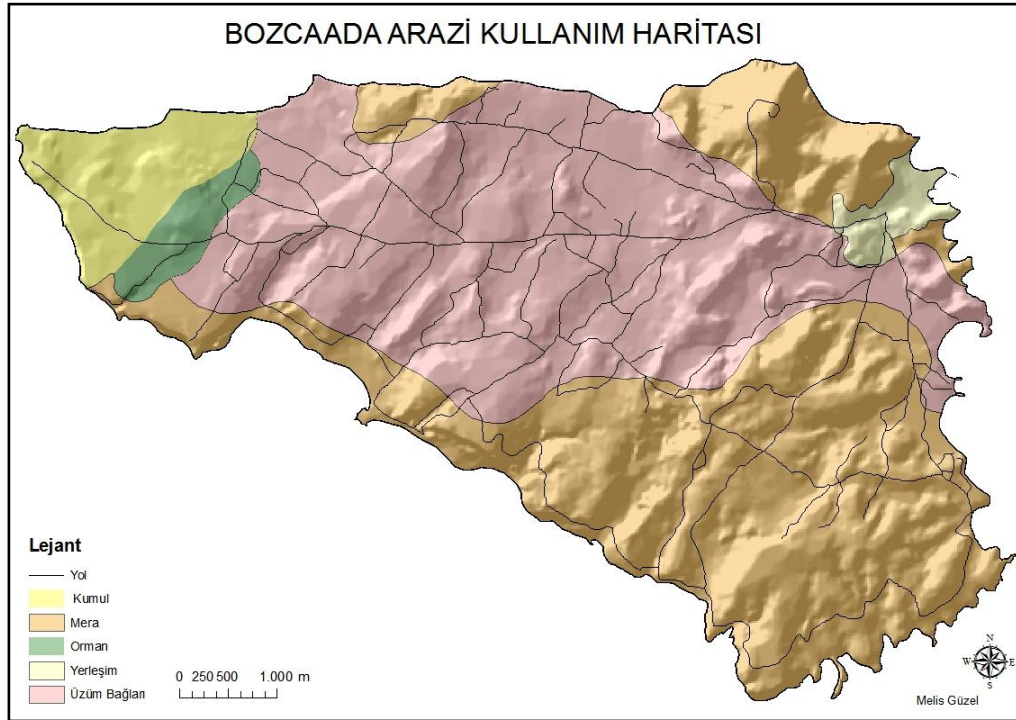 BOZCAADA ARAZİ KULLANIM HARİTASI
Lejant
Yol
Kumul
Mera
Orman
Yerleşim
Üzüm Bağları
0 250 500 1.000 m
N
W E
S
Melis Güzel